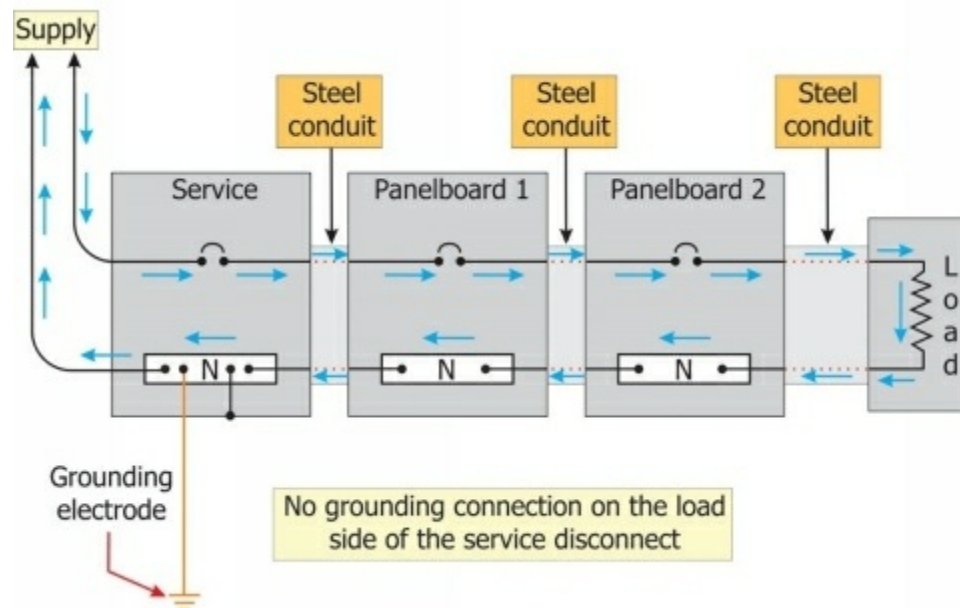 Supply
Steel
conduit
Steel
conduit
Steel
conduit
Service
Panelboard 1
Panelboard 2
L
o
a
d
N
N
N
Grounding
electrode
No grounding connection on the load
side of the service disconnect